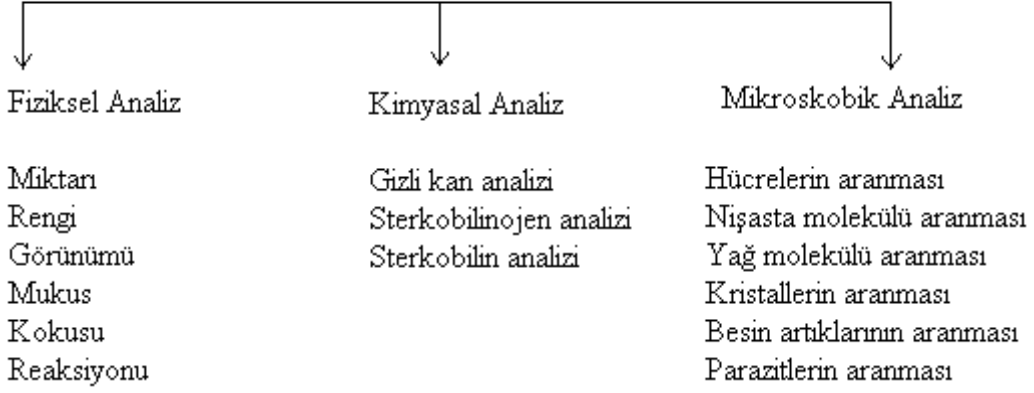 Fiziksel Analiz
Miktarı
Rengi
Görünümü
Mukus
Kokusu
Reaksiyonu
Kimyasal Analiz
Gizli kan analizi
Sterkobilinojen analizi
Sterkobilin analizi
Mikroskobik Analiz
Hücrelerin aranması
Nişasta molekülü aranması
Yağ molekülü aranması
Kristallerin aranması
Besin artıklarının aranması
Parazitlerin aranması